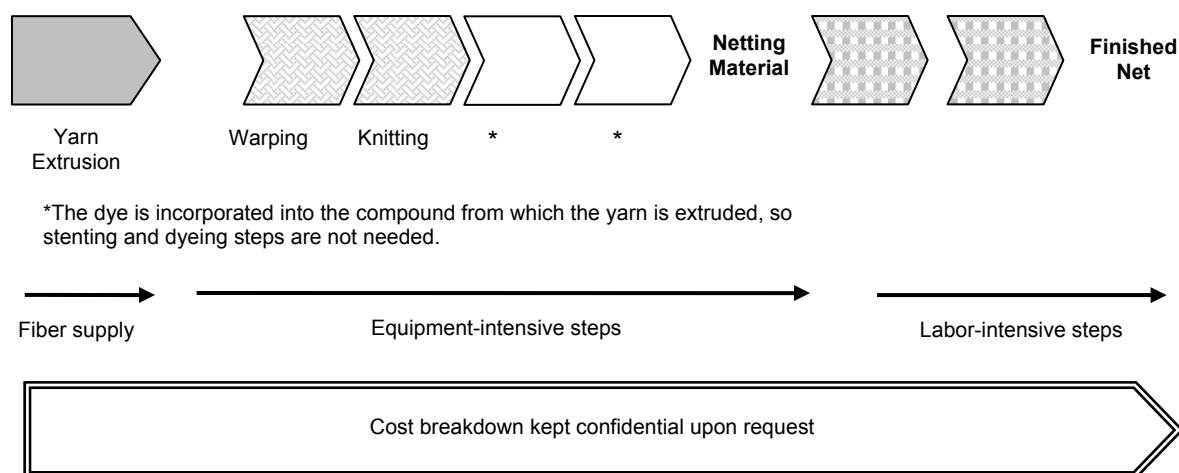 Netting
Material
Finished
Net
Yarn
Extrusion
Warping
Knitting
*
*
*The dye is incorporated into the compound from which the yarn is extruded, so
stenting and dyeing steps are not needed.
Fiber supply
Equipment-intensive steps
Labor-intensive steps
Cost breakdown kept confidential upon request